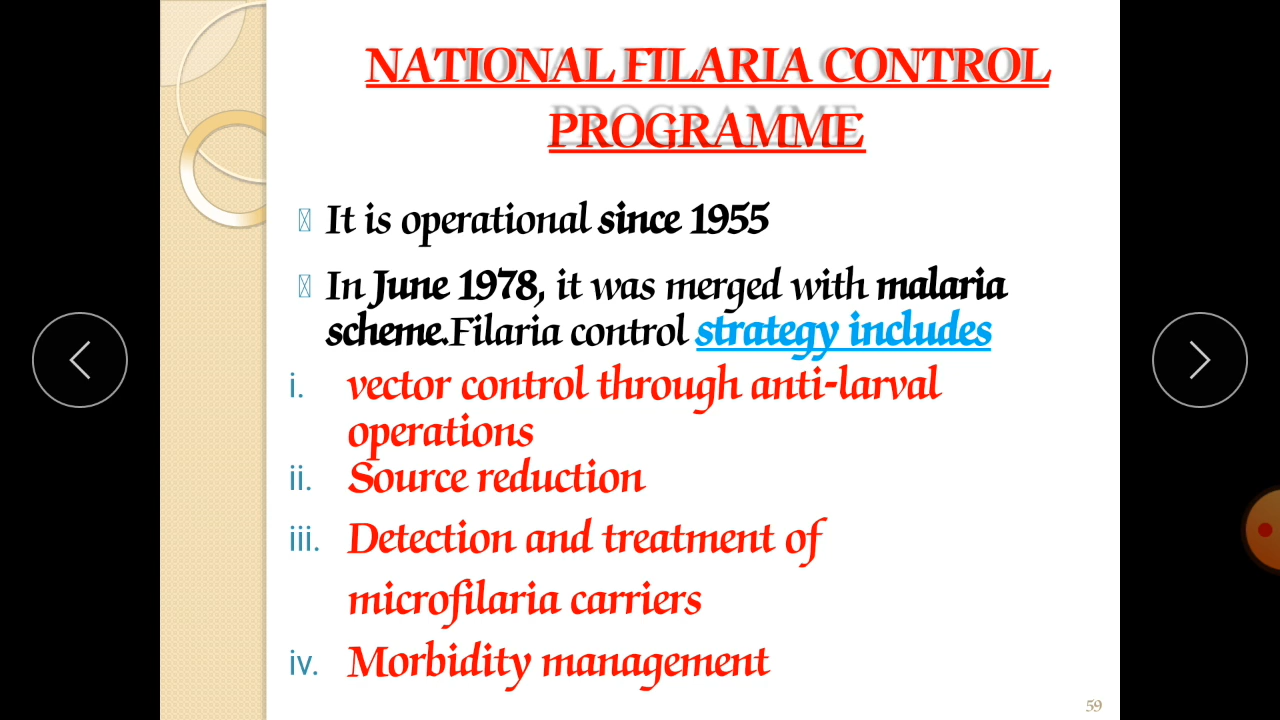 NATIONAL FILARIA CONTROL
PROGRAMME
It is operational since 1955
In June 1978, it was merged with malaria
scheme.Filaria control strategy includes
i. vector control through anti-larval
operations
ii. Source reduction
iii. Detection and treatment of
microfilaria carriers
iv. Morbidity management
59